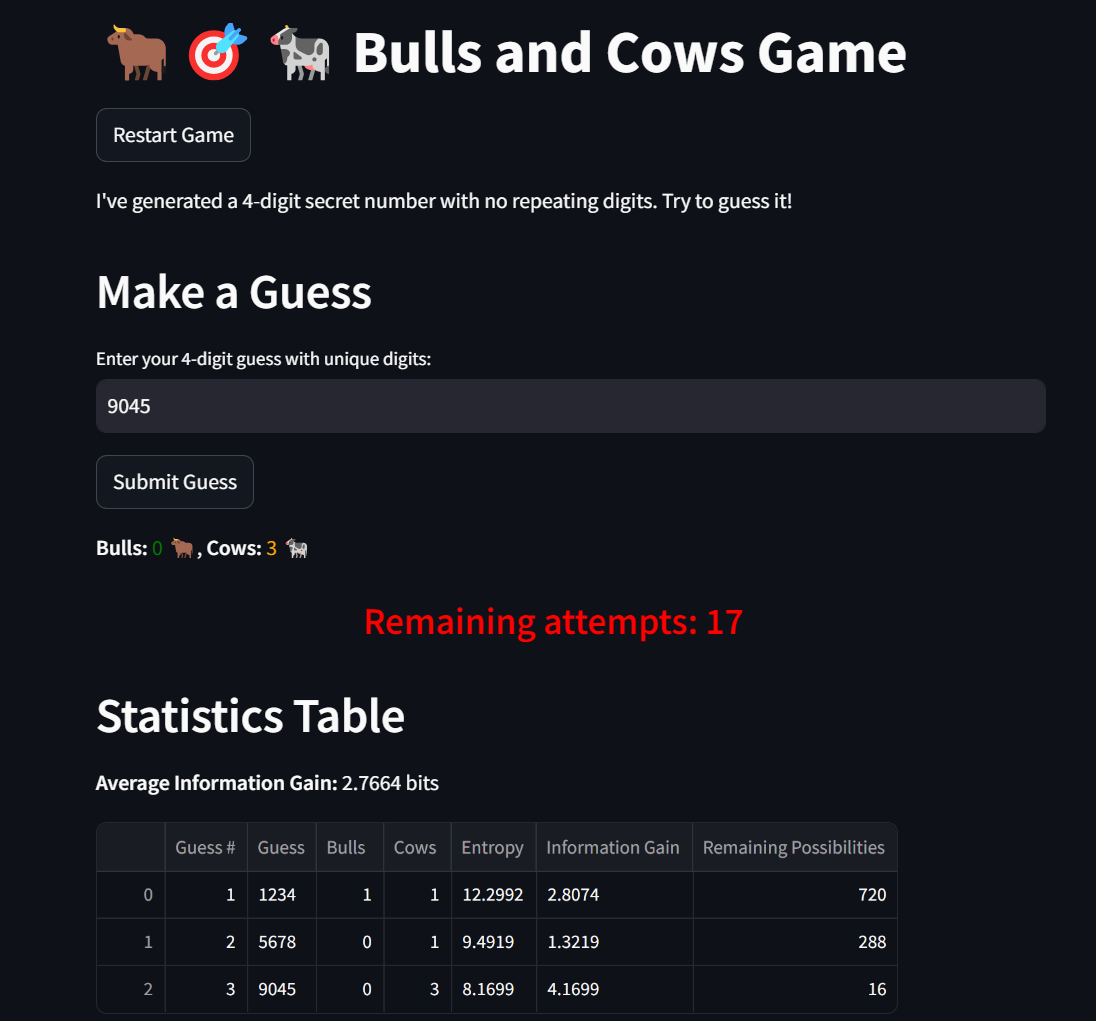 Bulls and Cows Game
Restart Game
I've generated a 4-digit secret number with no repeating digits. Try to guess it!
Make a Guess
Enter your 4-digit guess with unique digits:
9045
Submit Guess
Bulls: 0 , Cows: 3
Remaining attempts: 17
Statistics Table
Average Information Gain: 2.7664 bits
Guess # Guess Bulls Cows Entropy Information Gain Remaining Possibilities
0 1 1234 1 1 12.2992 2.8074 720
1 2 5678 0 1 9.4919 1.3219 288
2 3 9045 0 3 8.1699 4.1699 16